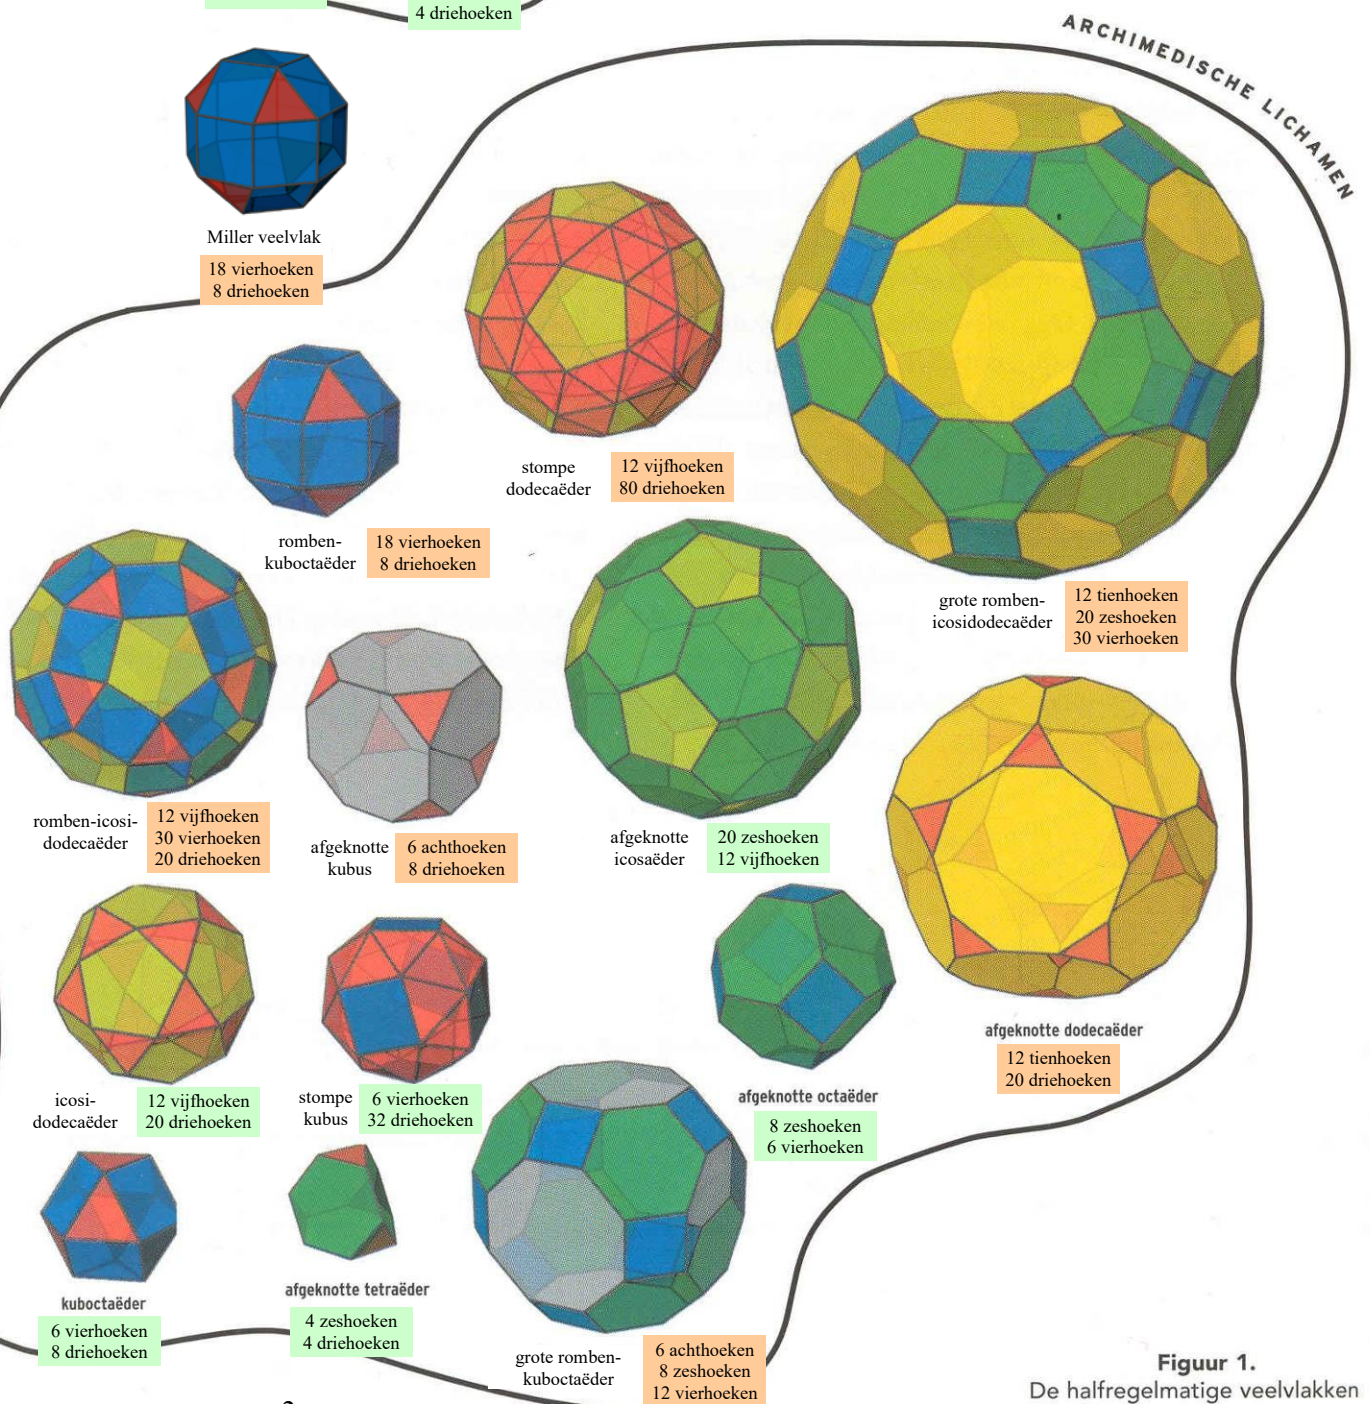 4 driehoeken
ARCHIMEDISCHE LICHAMEN
Miller veelvlak
18 vierhoeken
8 driehoeken
stompe
dodecaëder
12 vijfhoeken
80 driehoeken
romben-
kuboctaëder
18 vierhoeken
8 driehoeken
grote romben-
icosidodecaëder
12 tienhoeken
20 zeshoeken
30 vierhoeken
romben-icosi-
dodecaëder
12 vijfhoeken
30 vierhoeken
20 driehoeken
afgeknotte
kubus
6 achthoeken
8 driehoeken
afgeknotte
icosaëder
20 zeshoeken
12 vijfhoeken
afgeknotte dodecaëder
12 tienhoeken
20 driehoeken
icosi-
dodecaëder
12 vijfhoeken
20 driehoeken
stompe
kubus
6 vierhoeken
32 driehoeken
afgeknotte octaëder
8 zeshoeken
6 vierhoeken
kuboctaëder
6 vierhoeken
8 driehoeken
afgeknotte tetraëder
4 zeshoeken
4 driehoeken
grote romben-
kuboctaëder
6 achthoeken
8 zeshoeken
12 vierhoeken
Figuur 1.
De halfregelmatige veelvlakken